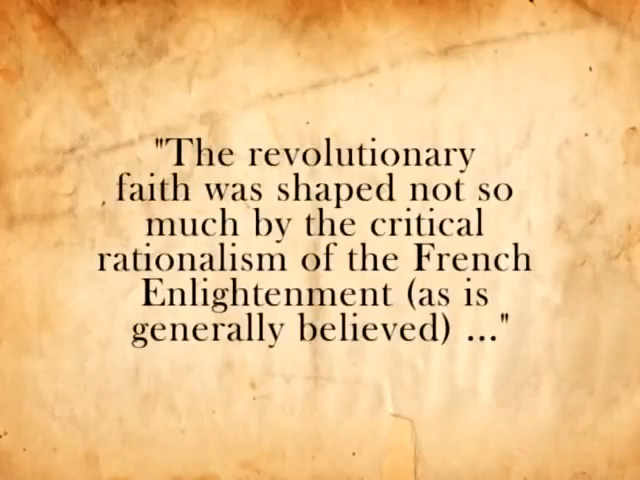 "The revolutionary
faith was shaped not so
much by the critical
rationalism of the French
Enlightenment (as is
generally believed) ..."